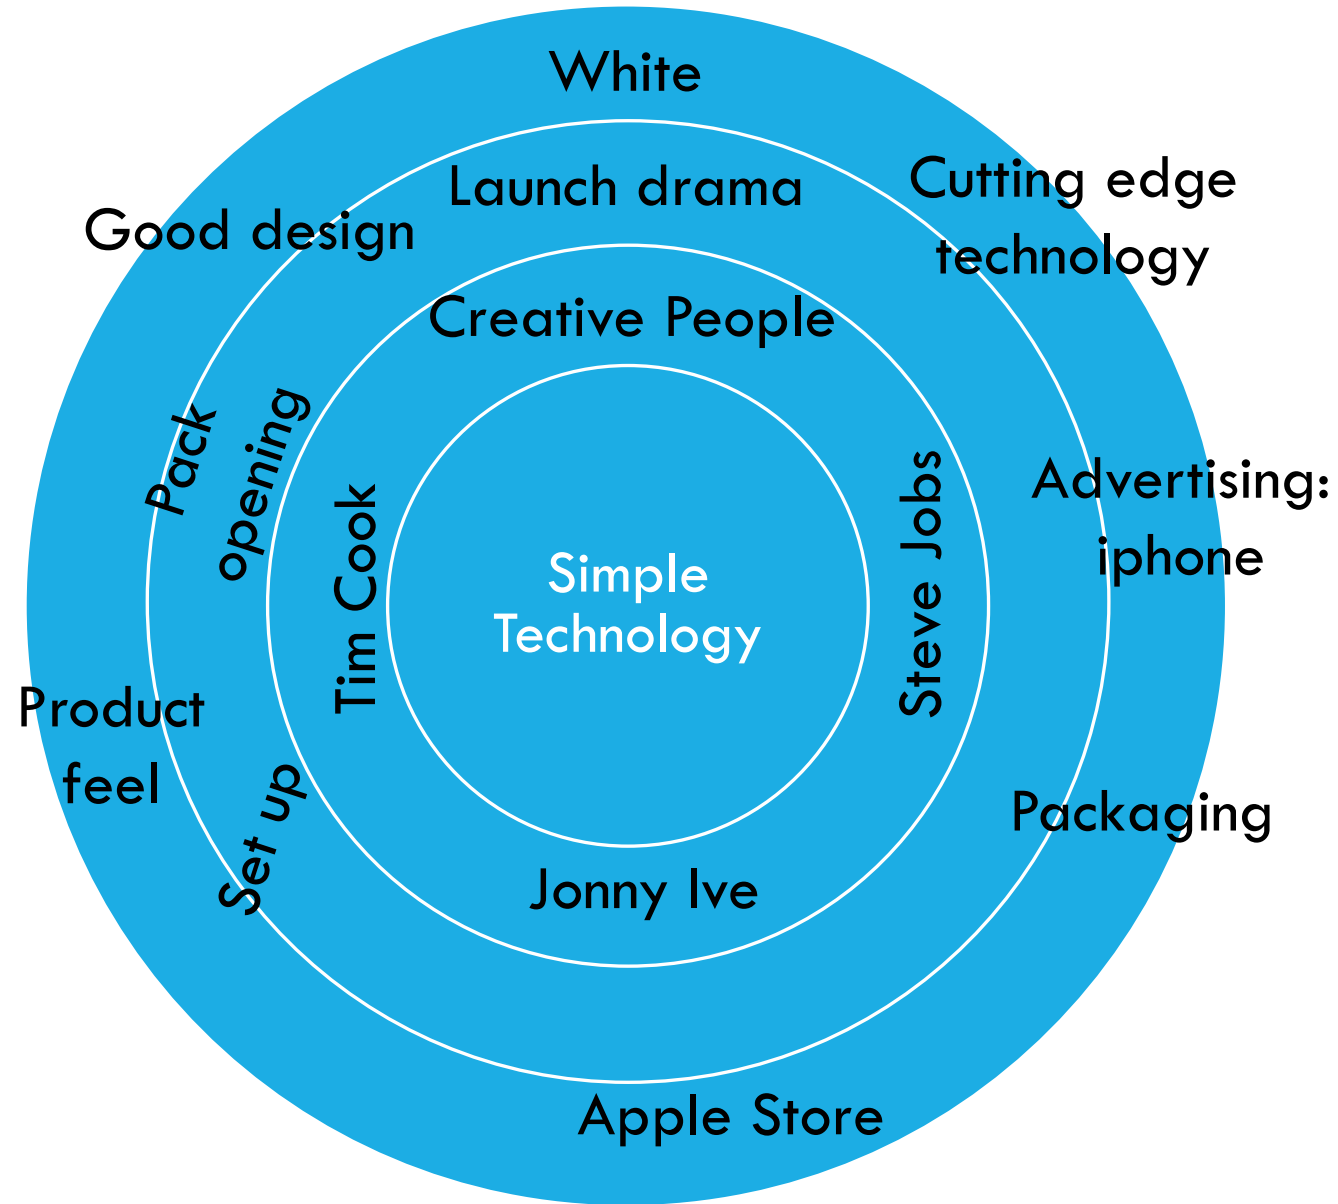 White
Launch drama
Cutting edge
technology
Good design
Creative People
Pack
opening
Advertising:
iphone
Tim Cook
Simple
Technology
Steve Jobs
Product
feel
Set up
Packaging
Jonny Ive
Apple Store